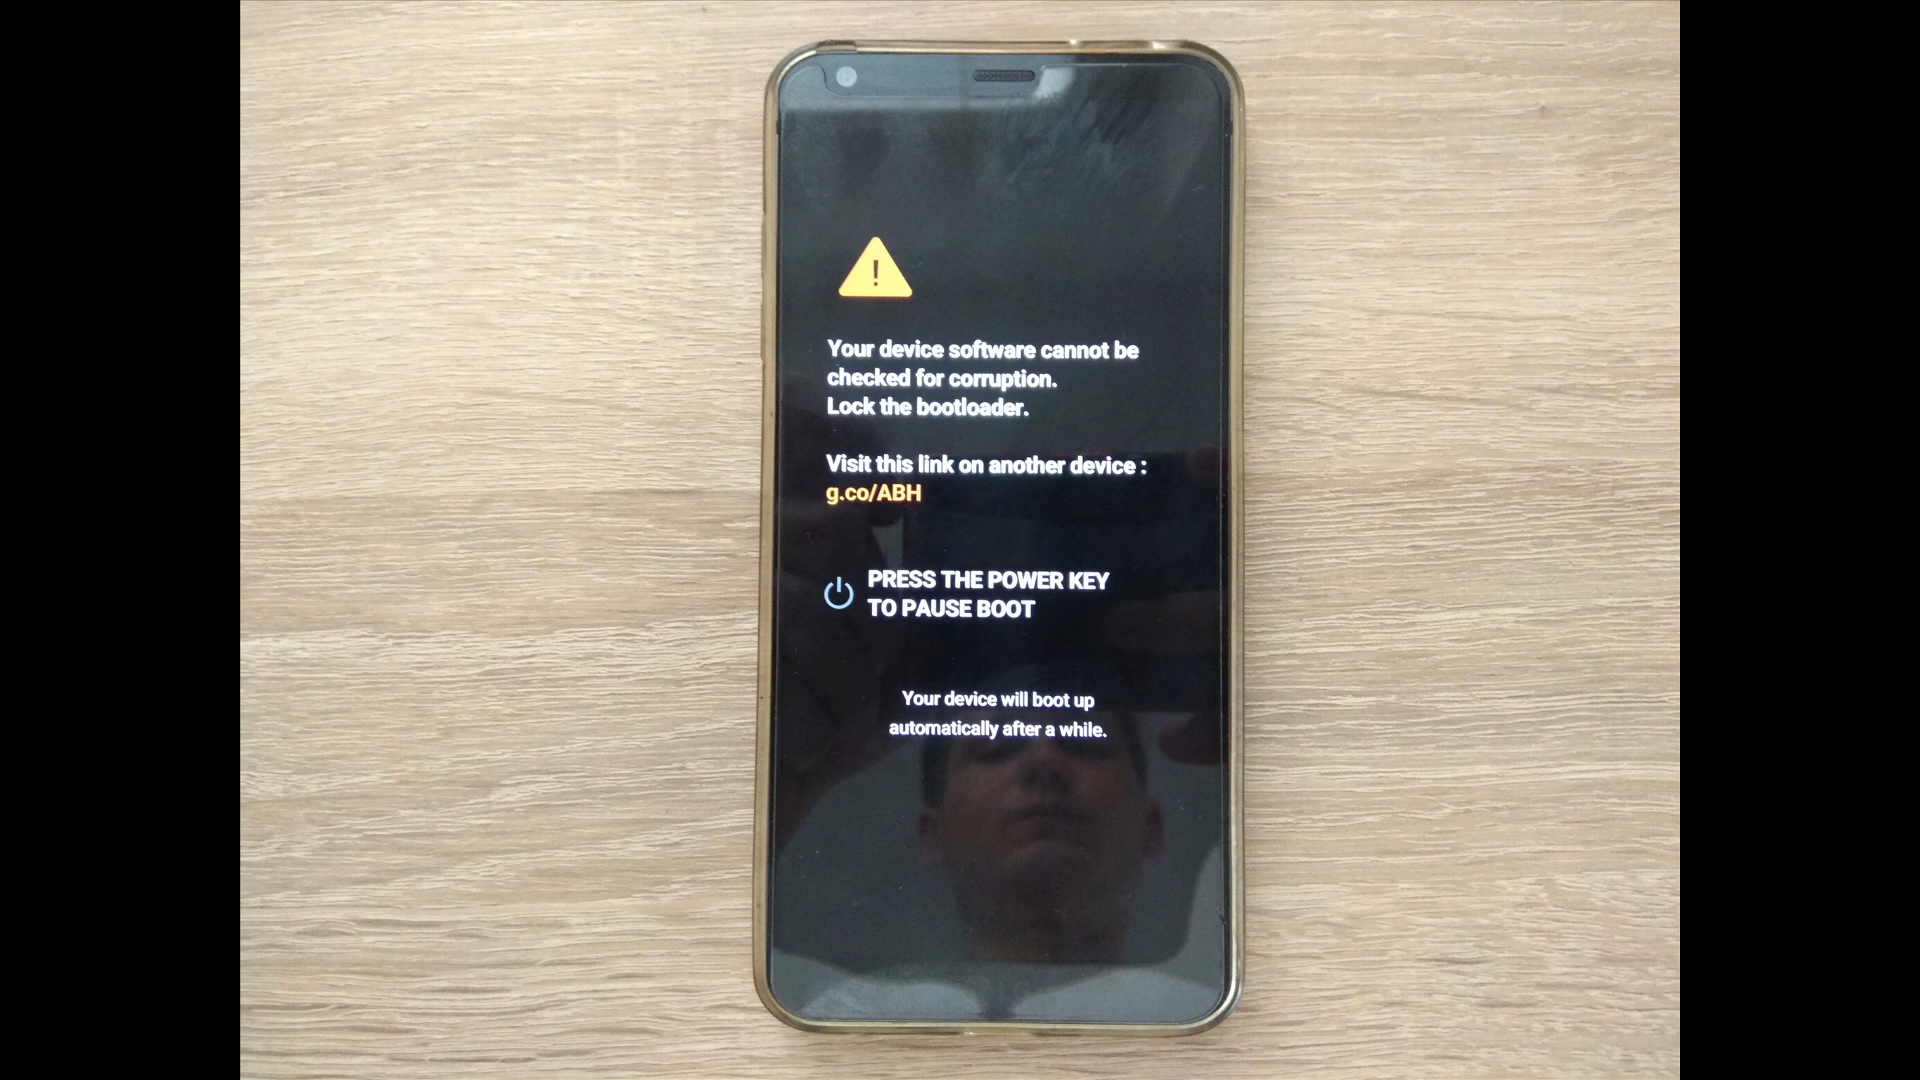 !
Your device software cannot be
checked for corruption.
Lock the bootloader.
Visit this link on another device :
g.co/ABH
PRESS THE POWER KEY
TO PAUSE BOOT
Your device will boot up
automatically after a while.
LG